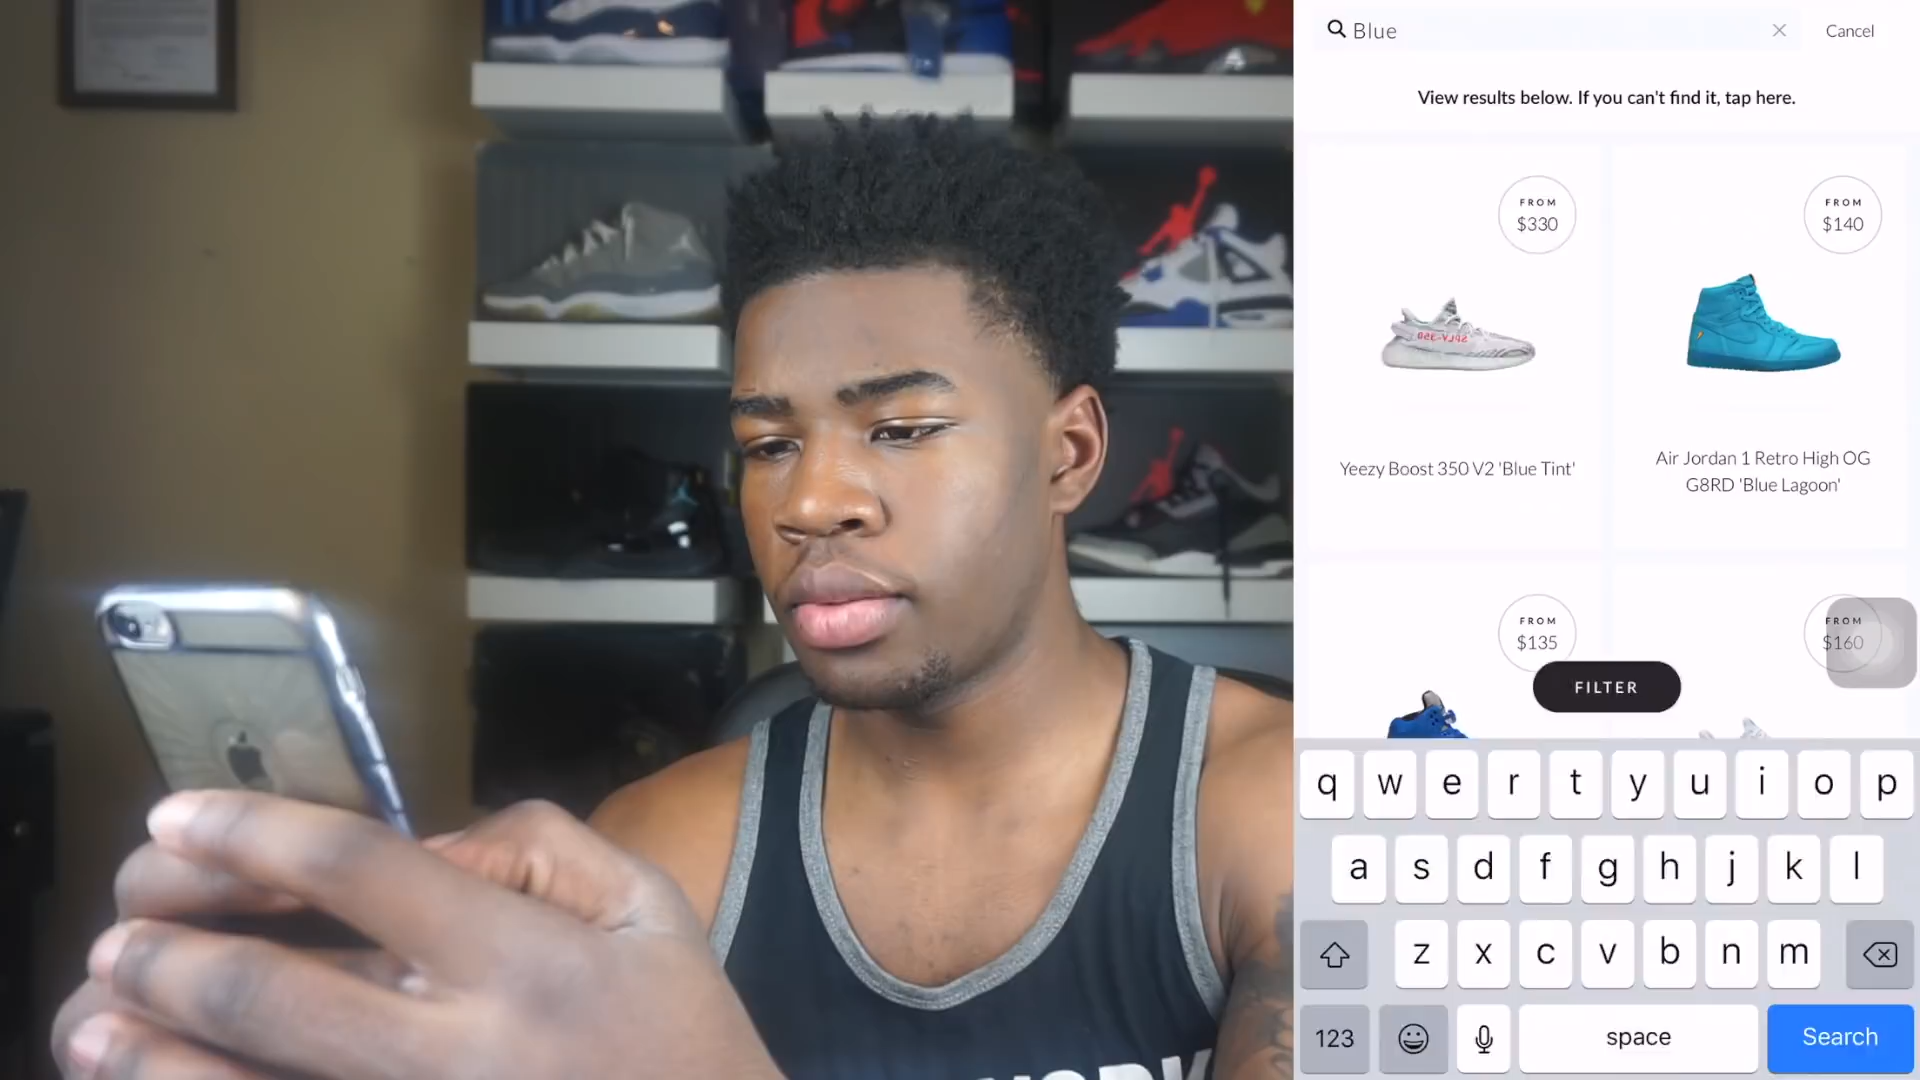 Blue
Cancel
View results below. If you can't find it, tap here.
FROM
$330
FROM
$140
Yeezy Boost 350 V2 'Blue Tint'
Air Jordan 1 Retro High OG
G8RD 'Blue Lagoon'
FROM
$135
FROM
$160
FILTER
q w e r t y u i o p
a s d f g h j k l
z x c v b n m
123
space
Search